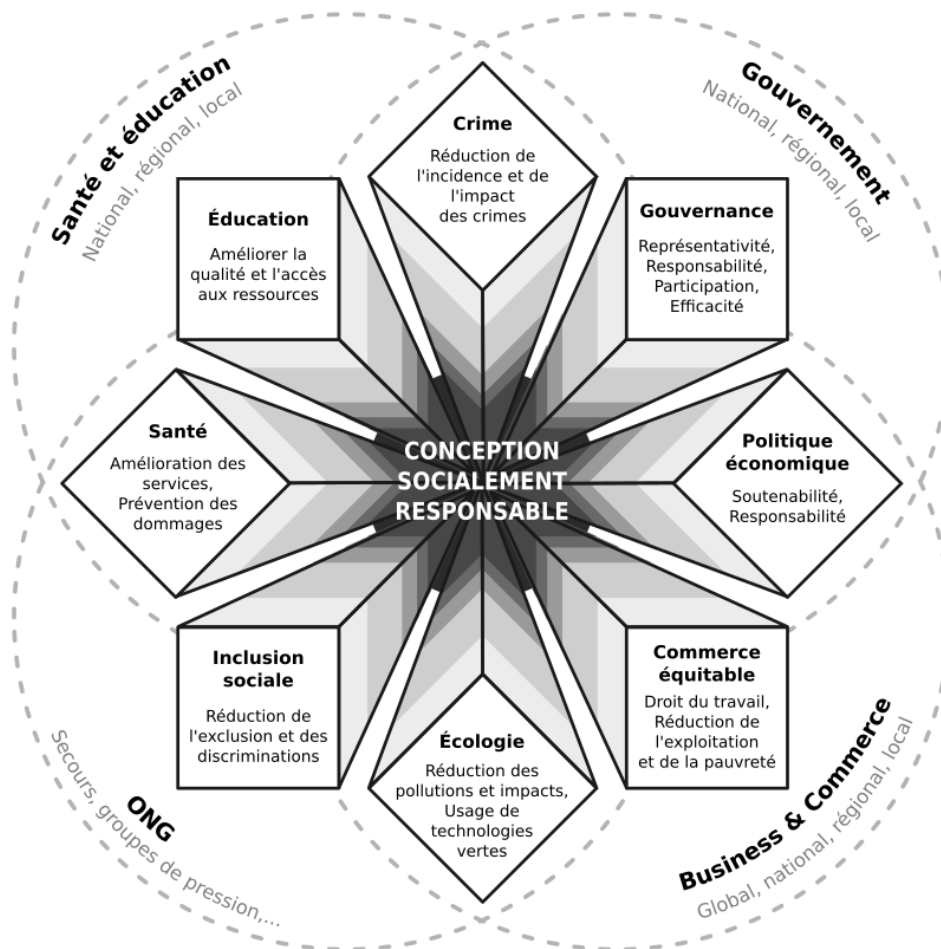 Santé et éducation
National, régional, local
Gouvernement
National, régional, local
Crime
Réduction de
l'incidence et de
l'impact
des crimes
Éducation
Améliorer la
qualité et l'accès
aux ressources
Gouvernance
Représentativité,
Responsabilité,
Participation,
Efficacité
Santé
Amélioration des
services,
Prévention des
dommages
CONCEPTION
SOCIALEMENT
RESPONSABLE
Politique
économique
Soutenabilité,
Responsabilité
Inclusion
sociale
Réduction de
l'exclusion et des
discriminations
Écologie
Réduction des
pollutions et impacts,
Usage de
technologies
vertes
Commerce
équitable
Droit du travail,
Réduction de
l'exploitation
et de la pauvreté
ONG
Secours, groupes de pression,...
Business & Commerce
Global, national, régional, local